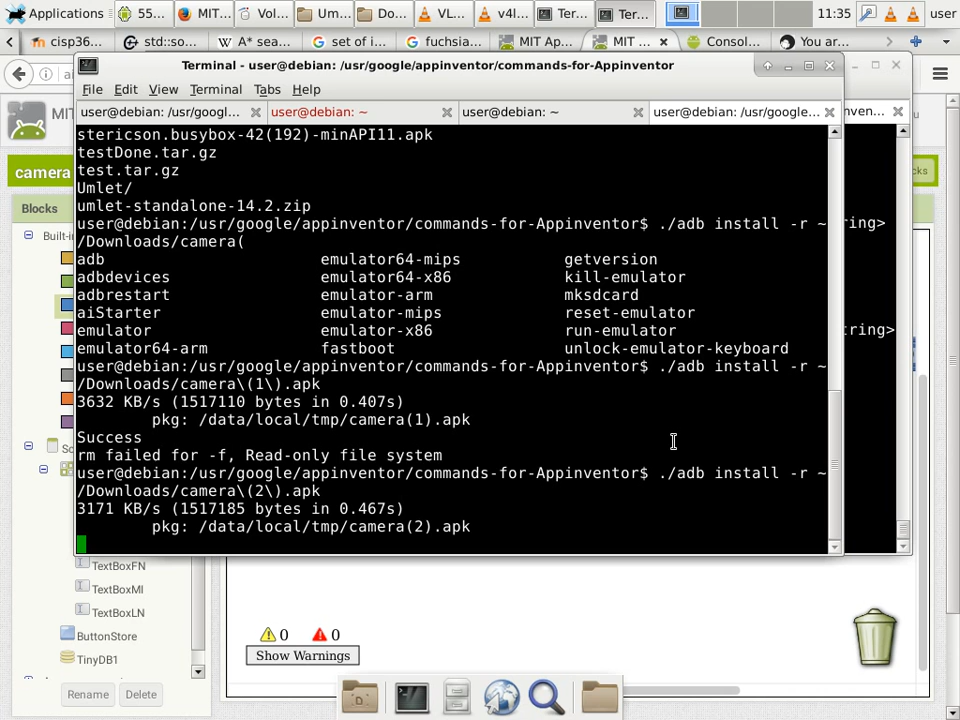 Applications
55...
MIT...
Vol...
Um...
Do...
VL...
v4l...
Ter...
Ter...
11:35
user
cisp36...
std::so...
W A* sea...
set of i...
fuchsia...
MIT Ap...
MIT ...
Consol...
You ar...
Terminal - user@debian: /usr/google/appinventor/commands-for-Appinventor
File Edit View Terminal Tabs Help
user@debian: /usr/googl...
user@debian: ~
user@debian: ~
user@debian: /usr/google...
nven...
MIT
camera
cks
Blocks
Built-i
stericson.busybox-42(192)-minAPI11.apk
testDone.tar.gz
test.tar.gz
Umlet/
umlet-standalone-14.2.zip
user@debian:/usr/google/appinventor/commands-for-Appinventor$ ./adb install -r ~
/Downloads/camera(
ring>
adb emulator64-mips getversion
adbdevices emulator64-x86 kill-emulator
adbrestart emulator-arm mksdcard
aiStarter emulator-mips reset-emulator
emulator emulator-x86 run-emulator
tring>
emulator64-arm fastboot unlock-emulator-keyboard
user@debian:/usr/google/appinventor/commands-for-Appinventor$ ./adb install -r ~
/Downloads/camera\(1\).apk
3632 KB/s (1517110 bytes in 0.407s)
pkg: /data/local/tmp/camera(1).apk
Success
rm failed for -f, Read-only file system
user@debian:/usr/google/appinventor/commands-for-Appinventor$ ./adb install -r ~
/Downloads/camera\(2\).apk
3171 KB/s (1517185 bytes in 0.467s)
pkg: /data/local/tmp/camera(2).apk
Sc
TextBoxFN
TextBoxMI
TextBoxLN
ButtonStore
TinyDB1
Rename
Delete
0
0
Show Warnings